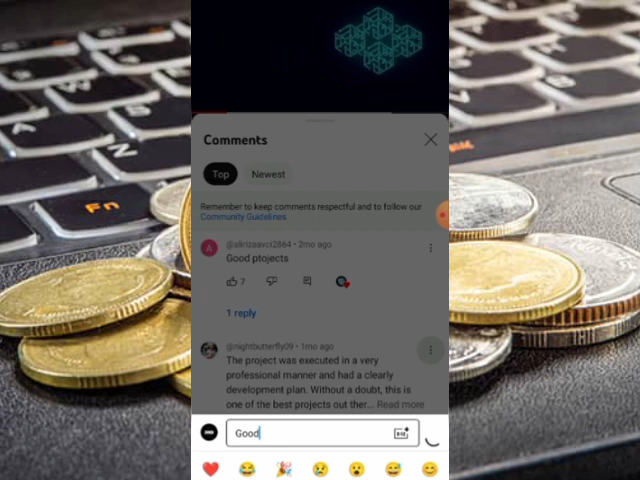 Comments
Top Newest
Remember to keep comments respectful and to follow our
Community Guidelines
A @alirizaavci2864 • 2mo ago
Good ptojects
7
1 reply
@nightbutterfly09 • 1mo ago
The project was executed in a very
professional manner and had a clearly
development plan. Without a doubt, this is
one of the best projects out ther... Read more
Good
Fn
N
A